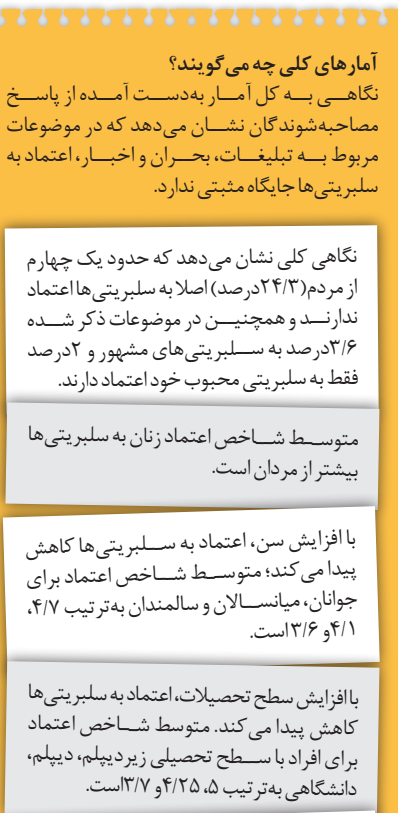 آمارهای کلی چه می‌گویند؟
نگاهی به کل آمار به‌دست آمده از پاسخ
مصاحبه‌شوندگان نشان می‌دهد که در موضوعات
مربوط به تبلیغات، بحران و اخبار، اعتماد به
سلبریتی‌ها جایگاه مثبتی ندارد.
نگاهی کلی نشان می‌دهد که حدود یک چهارم
از مردم(۲۴/۳درصد) اصلا به سلبریتی‌ها اعتماد
ندارند و همچنین در موضوعات ذکر شده
۳/۶درصد به سلبریتی‌های مشهور و ۲درصد
فقط به سلبریتی محبوب خود اعتماد دارند.
متوسط شاخص اعتماد زنان به سلبریتی‌ها
بیشتر از مردان است.
با افزایش سن، اعتماد به سلبریتی‌ها کاهش
پیدا می‌کند؛ متوسط شاخص اعتماد برای
جوانان، میانسالان و سالمندان به‌ترتیب ۴/۷،
۴/۱و ۳/۶است.
با افزایش سطح تحصیلات، اعتماد به سلبریتی‌ها
کاهش پیدا می‌کند. متوسط شاخص اعتماد
برای افراد با سطح تحصیلی زیردیپلم، دیپلم،
دانشگاهی به‌ترتیب ۵، ۴/۲۵و ۳/۷است.